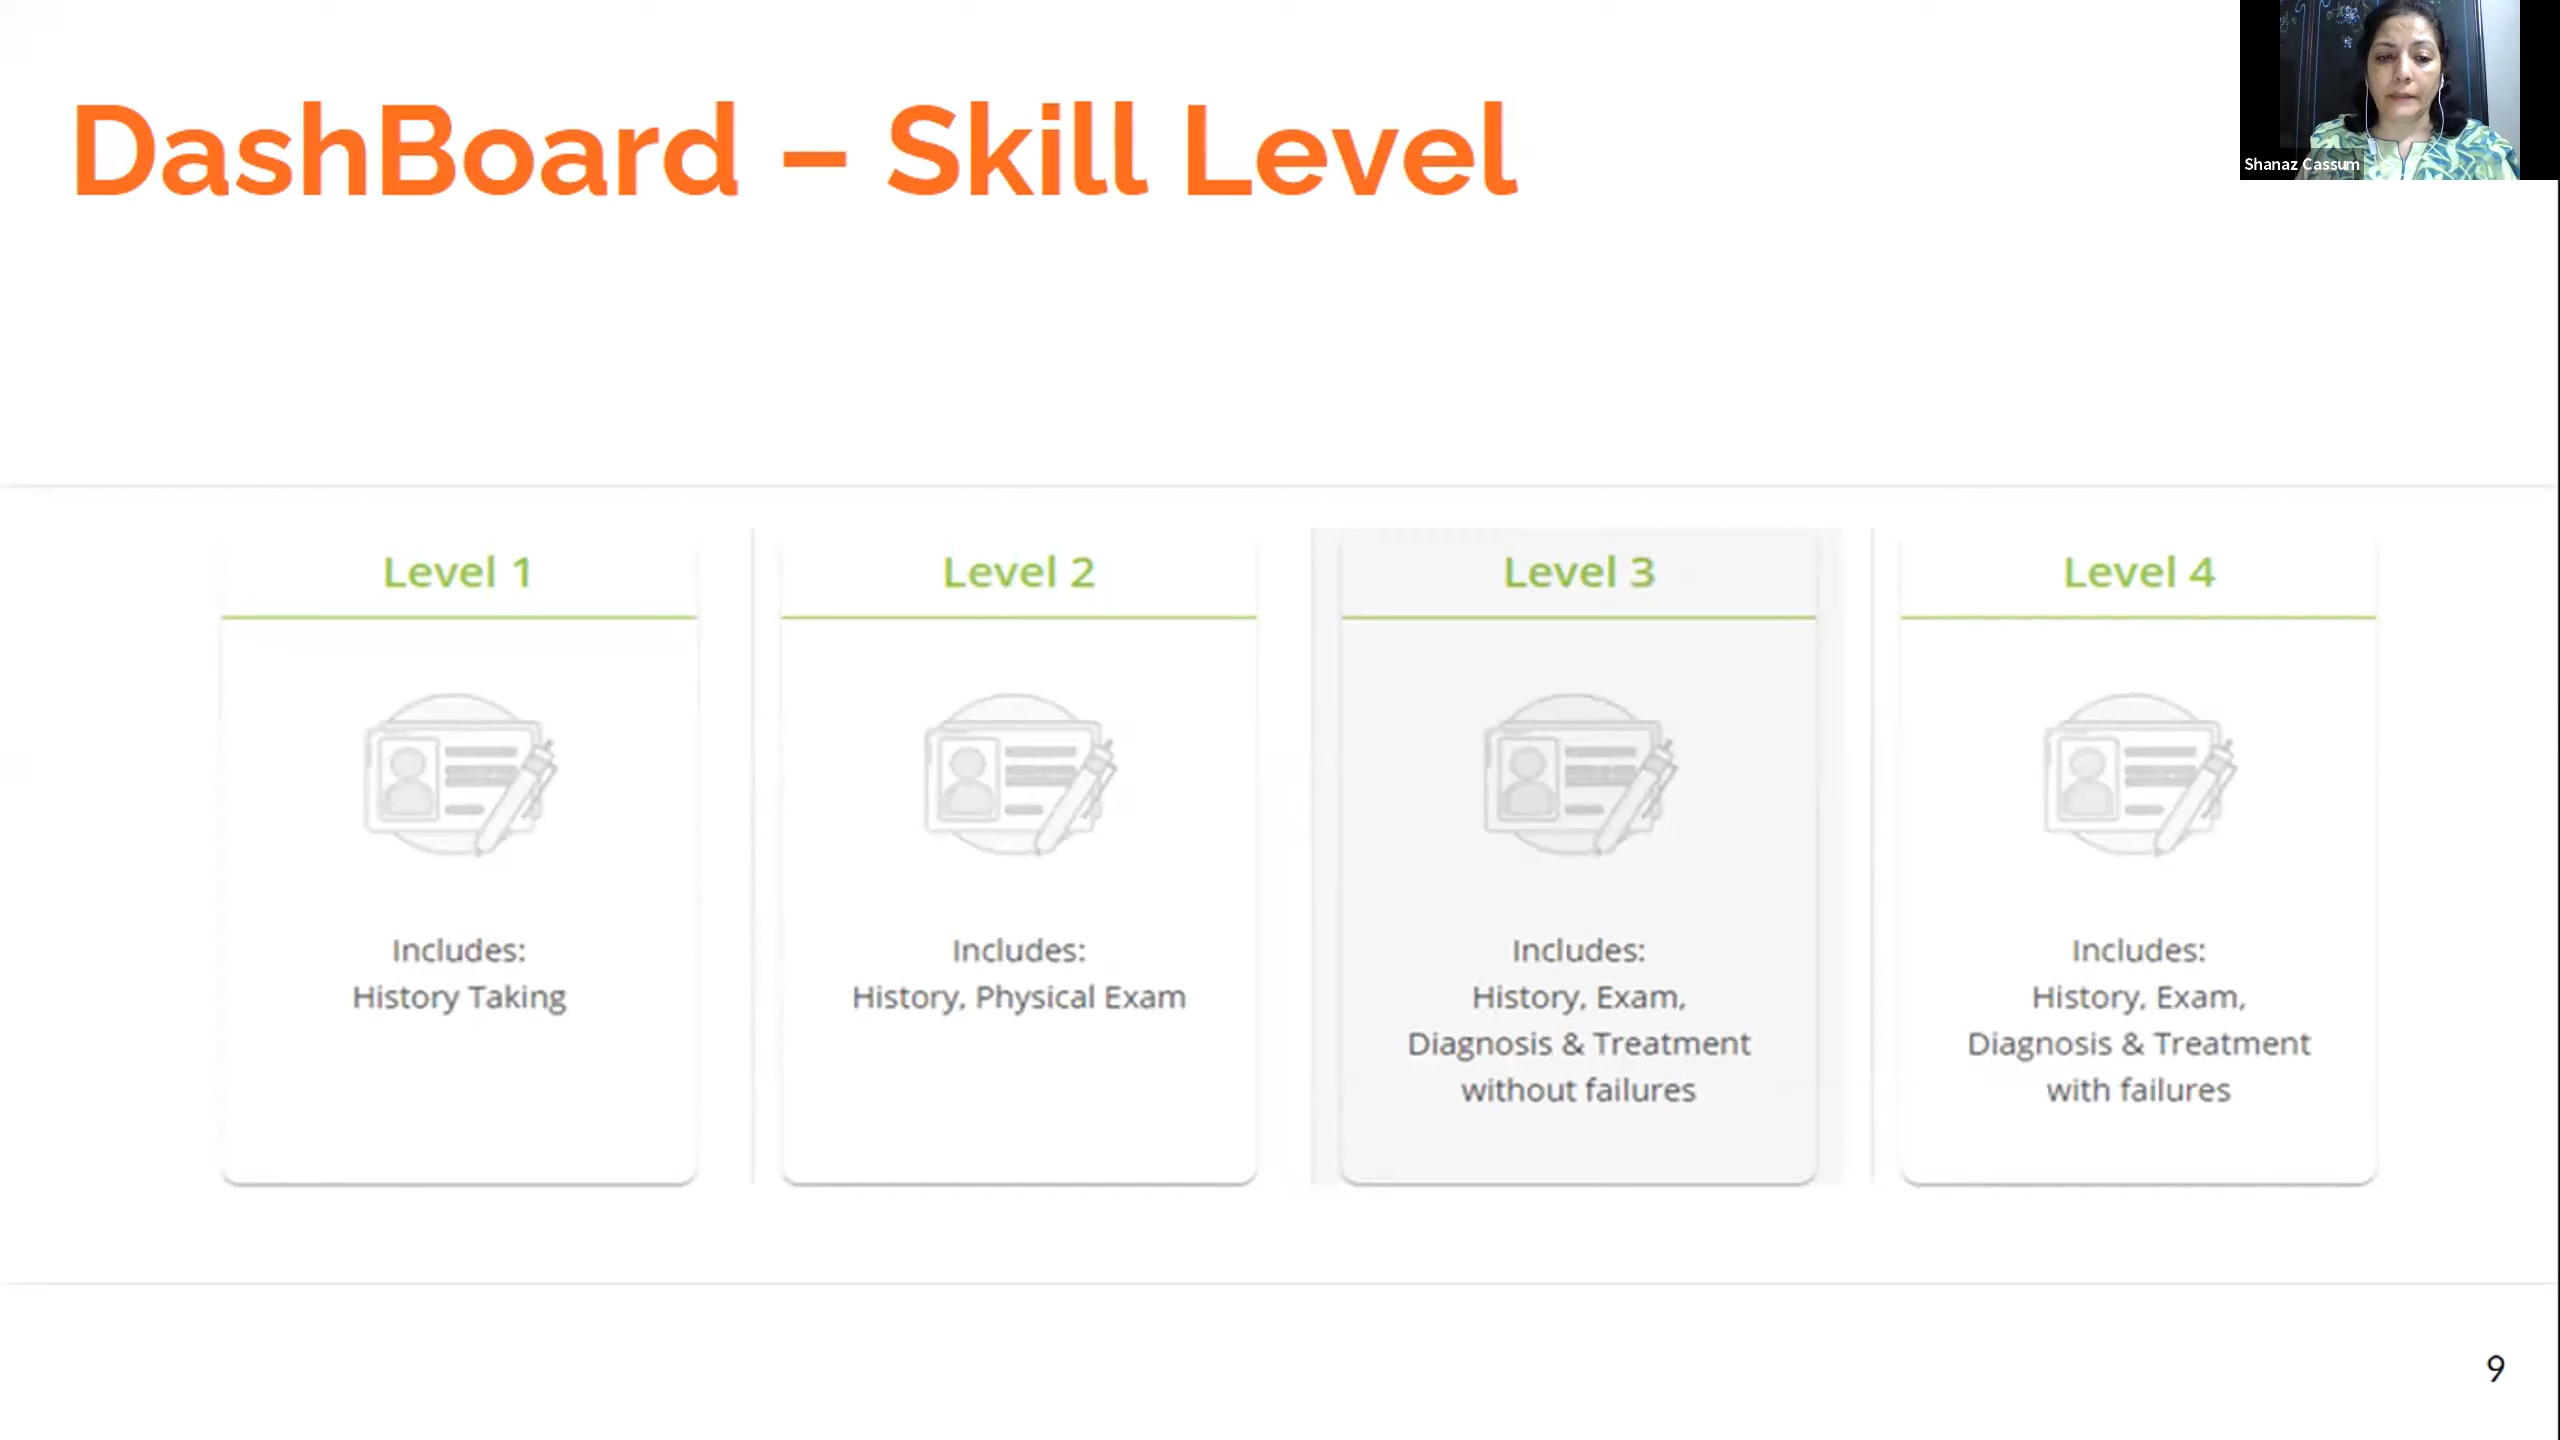 DashBoard – Skill Level
Shanaz Cassum
Level 1
Includes:
History Taking
Level 2
Includes:
History, Physical Exam
Level 3
Includes:
History, Exam,
Diagnosis & Treatment
without failures
Level 4
Includes:
History, Exam,
Diagnosis & Treatment
with failures
9